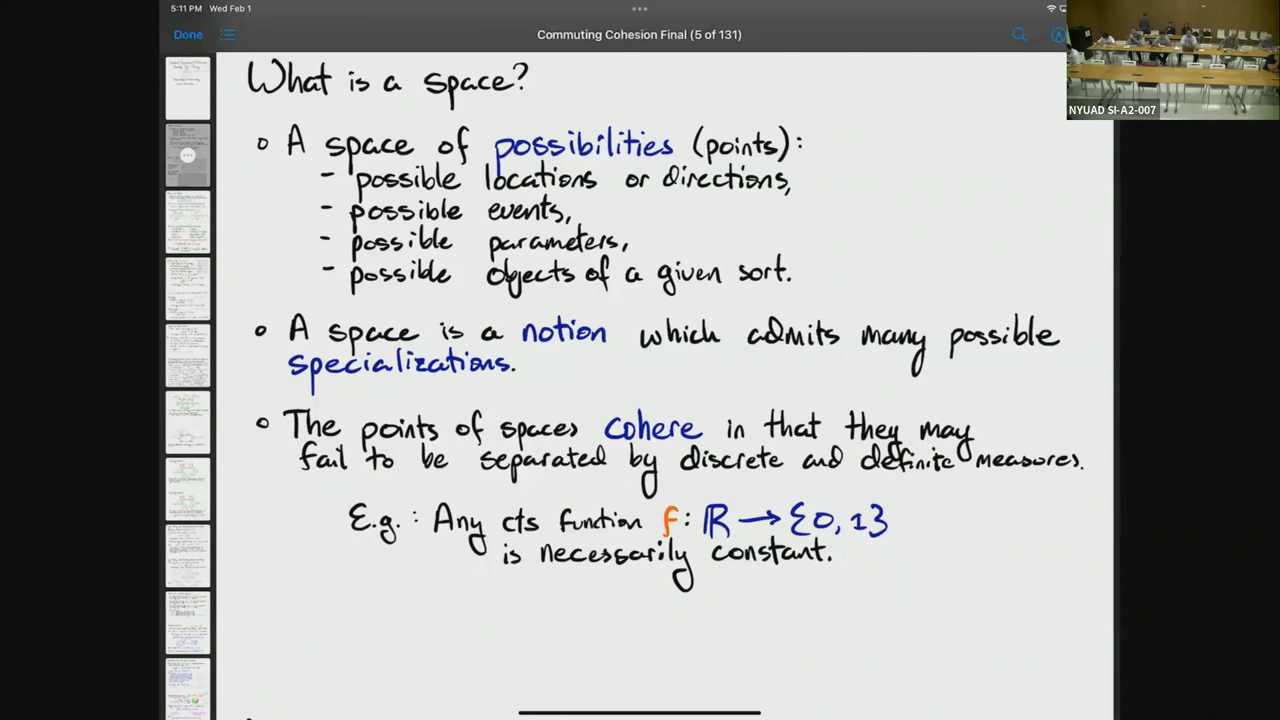 5:11 PM Wed Feb 1
Done
Commuting Cohesion Final (5 of 131)
NYUAD SI-A2-007
What is a space?
A space of possibilities (points):
- possible locations or directions,
- possible events,
- possible parameters,
- possible objects of a given sort.
A space is a notion which admits many possible
specializations.
The points of spaces cohere in that they may
fail to be separated by discrete and definite measures.
E.g.: Any cts function f: ℝ → {0, 1}
is necessarily constant.